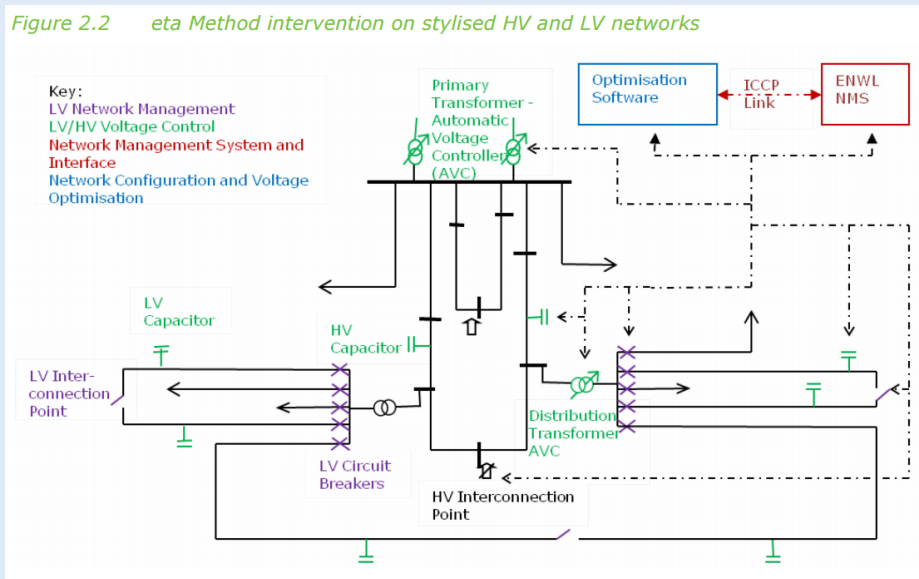 Figure 2.2 eta Method intervention on stylised HV and LV networks
Key:
LV Network Management
LV/HV Voltage Control
Network Management System and
Interface
Network Configuration and Voltage
Optimisation
Primary
Transformer -
Automatic
Voltage
Controller
(AVC)
Optimisation
Software
ICCP
Link
ENWL
NMS
LV
Capacitor
HV
Capacitor
LV Inter-
connection
Point
LV Circuit
Breakers
Distribution
Transformer
AVC
HV Interconnection
Point